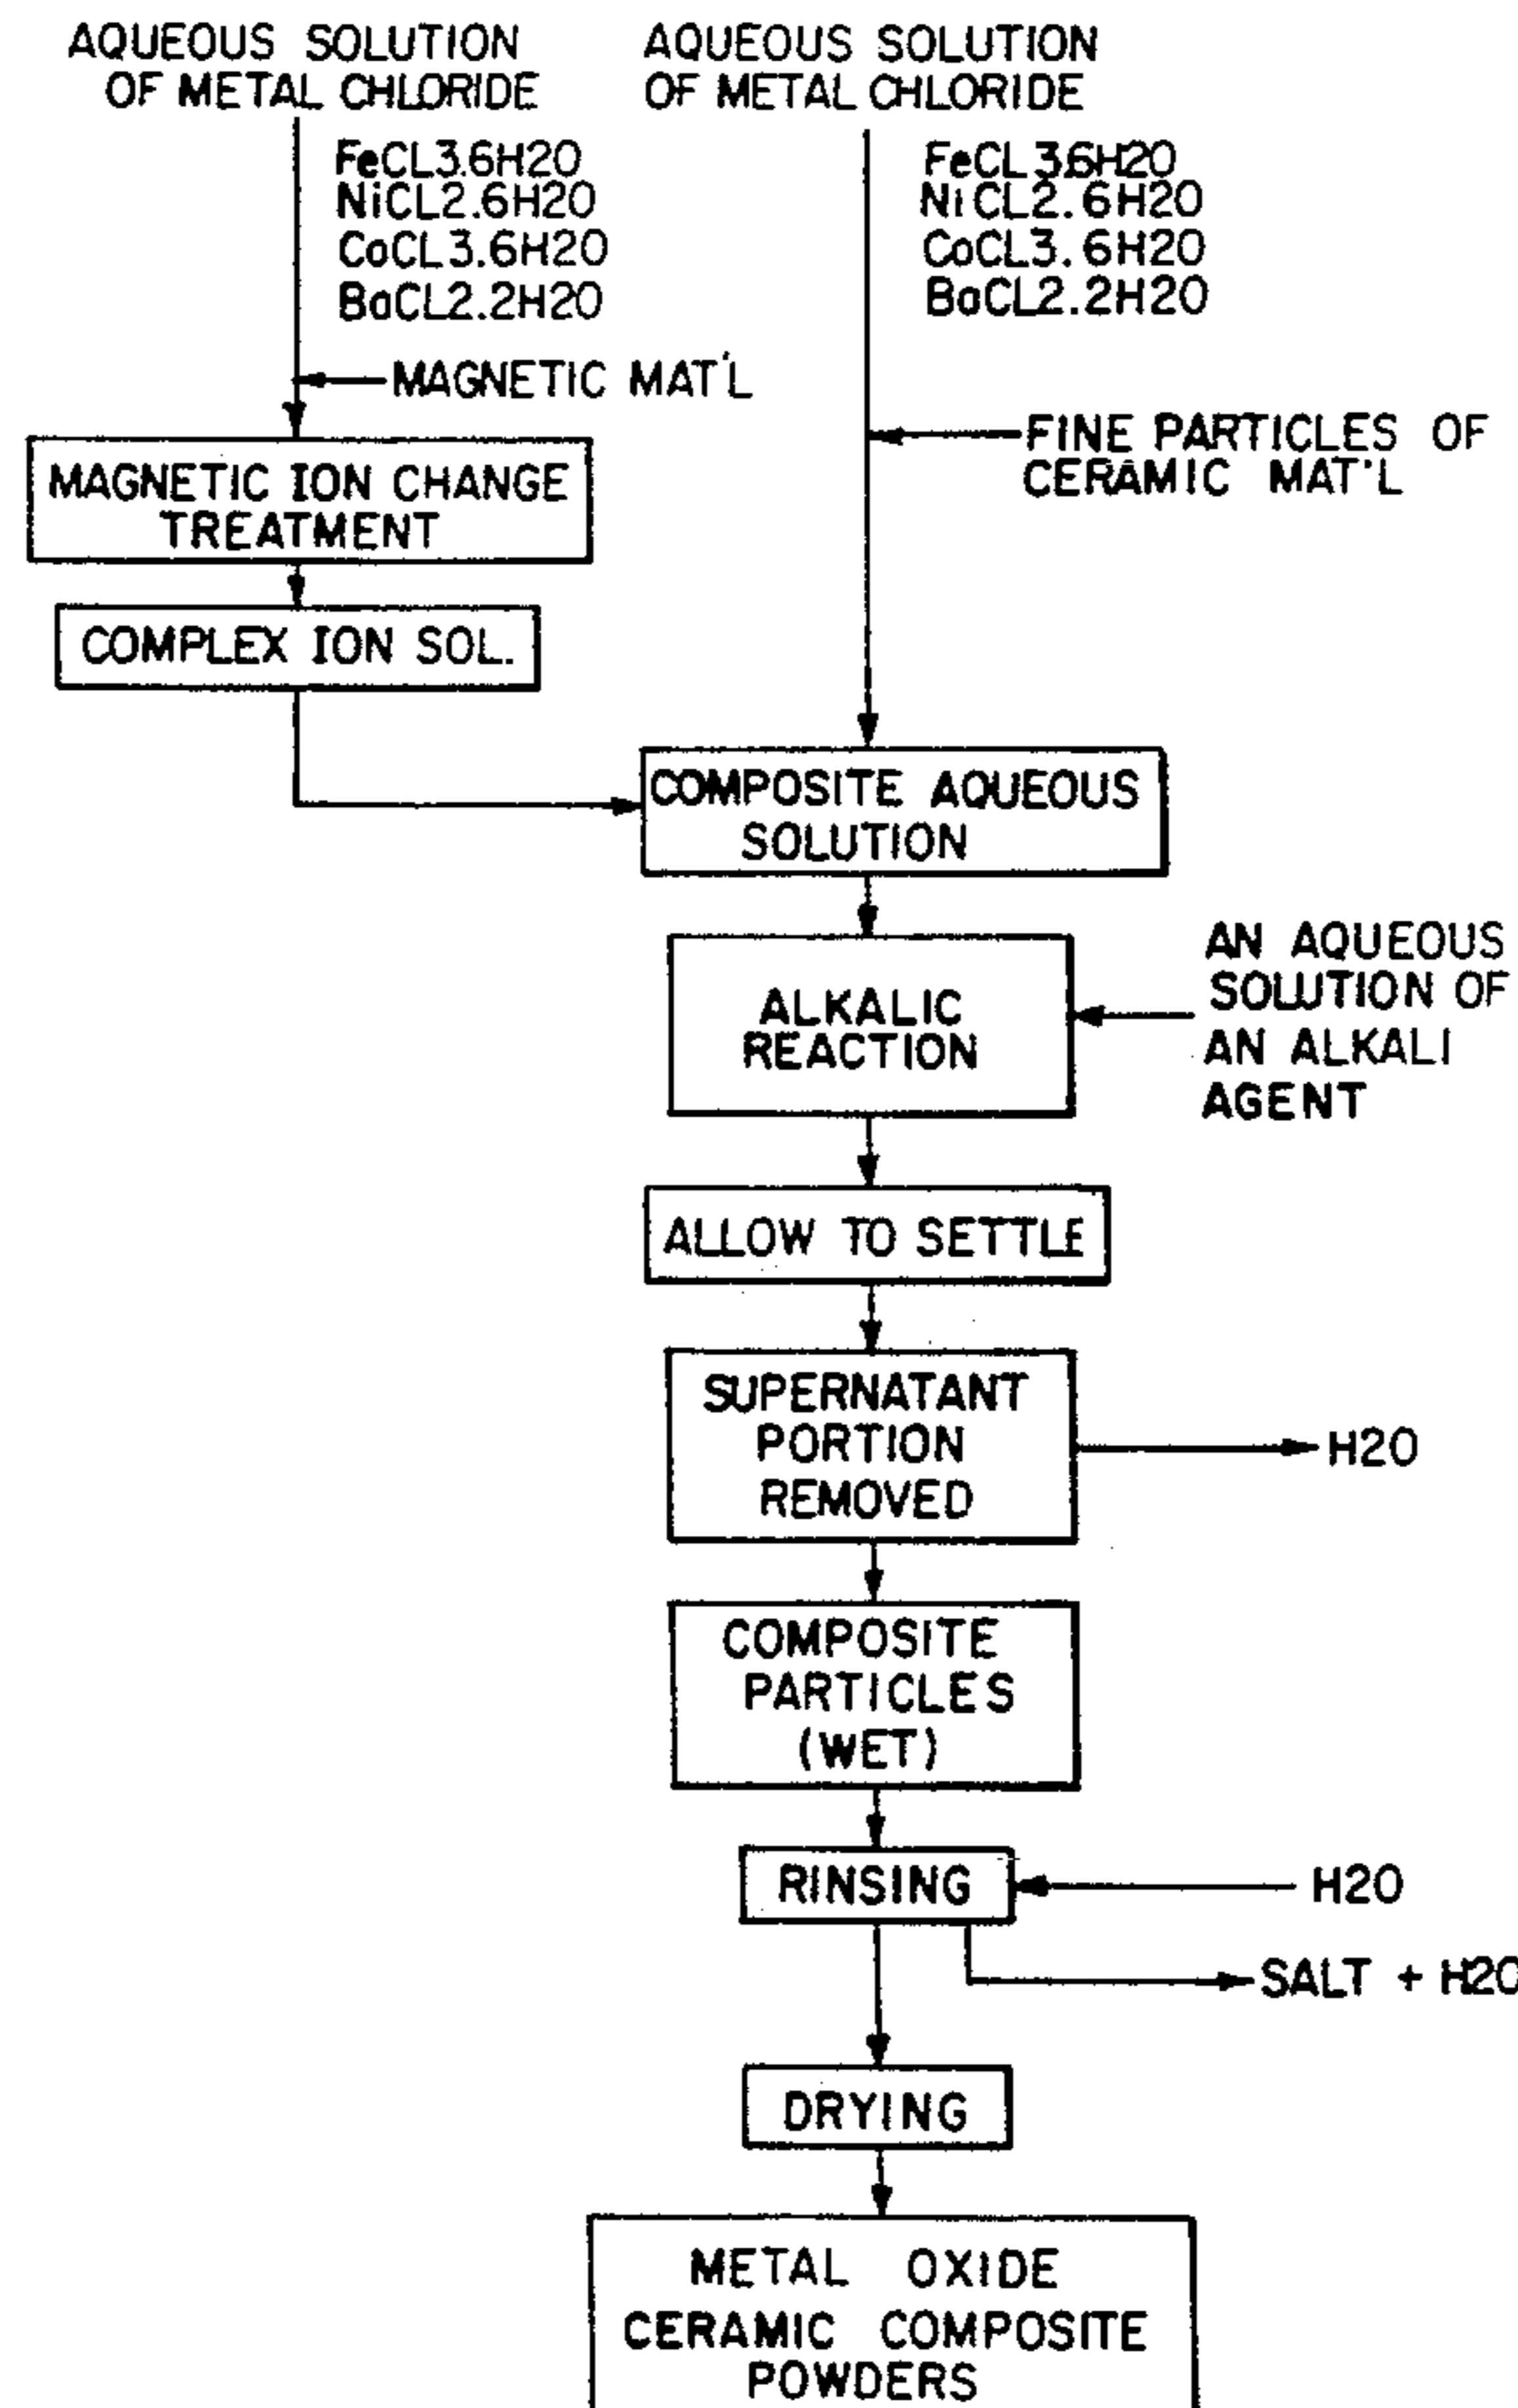 AQUEOUS SOLUTION
OF METAL CHLORIDE
FeCL3.6H2O
NiCL2.6H2O
CoCL3.6H2O
BaCL2.2H2O
MAGNETIC MAT'L
MAGNETIC ION CHANGE
TREATMENT
COMPLEX ION SOL.
AQUEOUS SOLUTION
OF METAL CHLORIDE
FeCL3.6H2O
NiCL2.6H2O
CoCL3.6H2O
BaCL2.2H2O
FINE PARTICLES OF
CERAMIC MAT'L
COMPOSITE AQUEOUS
SOLUTION
ALKALIC
REACTION
AN AQUEOUS
SOLUTION OF
AN ALKALI
AGENT
ALLOW TO SETTLE
SUPERNATANT
PORTION
REMOVED
H2O
COMPOSITE
PARTICLES
(WET)
RINSING
H2O
SALT + H2O
DRYING
METAL OXIDE
CERAMIC COMPOSITE
POWDERS